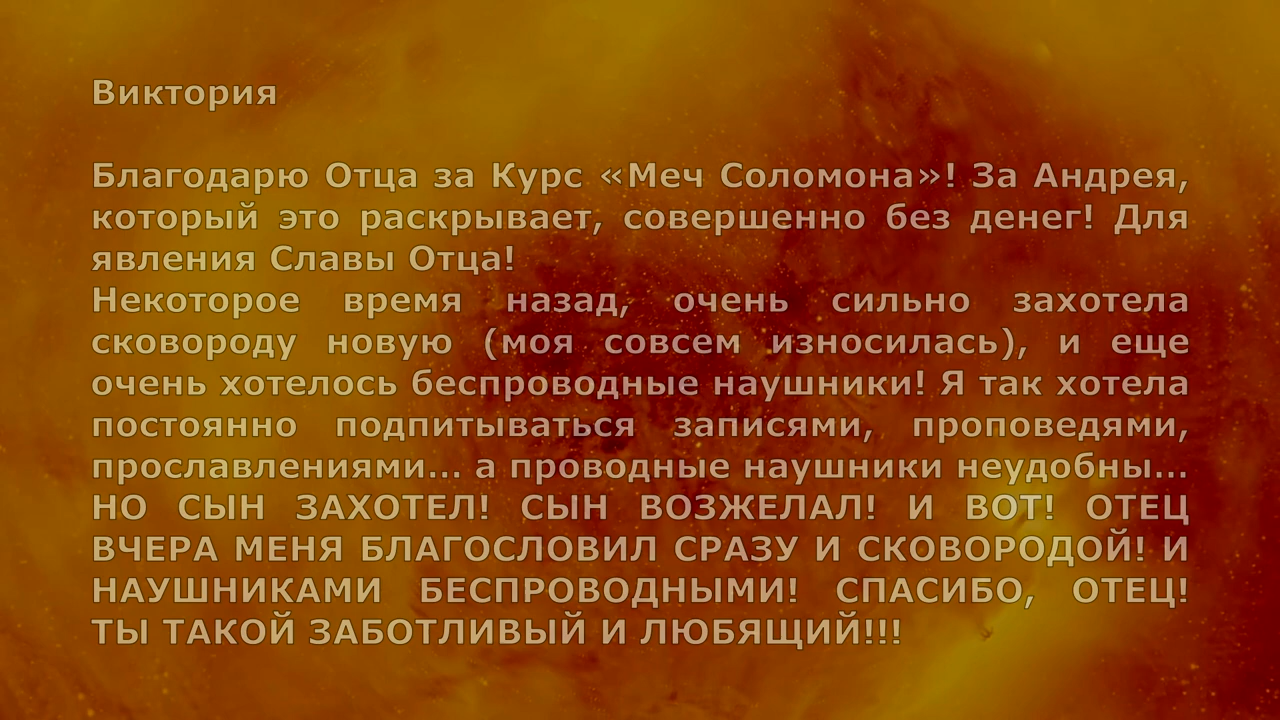 Виктория
Благодарю Отца за Курс «Меч Соломона»! За Андрея,
который это раскрывает, совершенно без денег! Для
явления Славы Отца!
Некоторое время назад, очень сильно захотела
сковороду новую (моя совсем износилась), и еще
очень хотелось беспроводные наушники! Я так хотела
постоянно подпитываться записями, проповедями,
прославлениями... а проводные наушники неудобны...
НО СЫН ЗАХОТЕЛ! СЫН ВОЗЖЕЛАЛ! И ВОТ! ОТЕЦ
ВЧЕРА МЕНЯ БЛАГОСЛОВИЛ СРАЗУ И СКОВОРОДОЙ! И
НАУШНИКАМИ БЕСПРОВОДНЫМИ! СПАСИБО, ОТЕЦ!
ТЫ ТАКОЙ ЗАБОТЛИВЫЙ И ЛЮБЯЩИЙ!!!